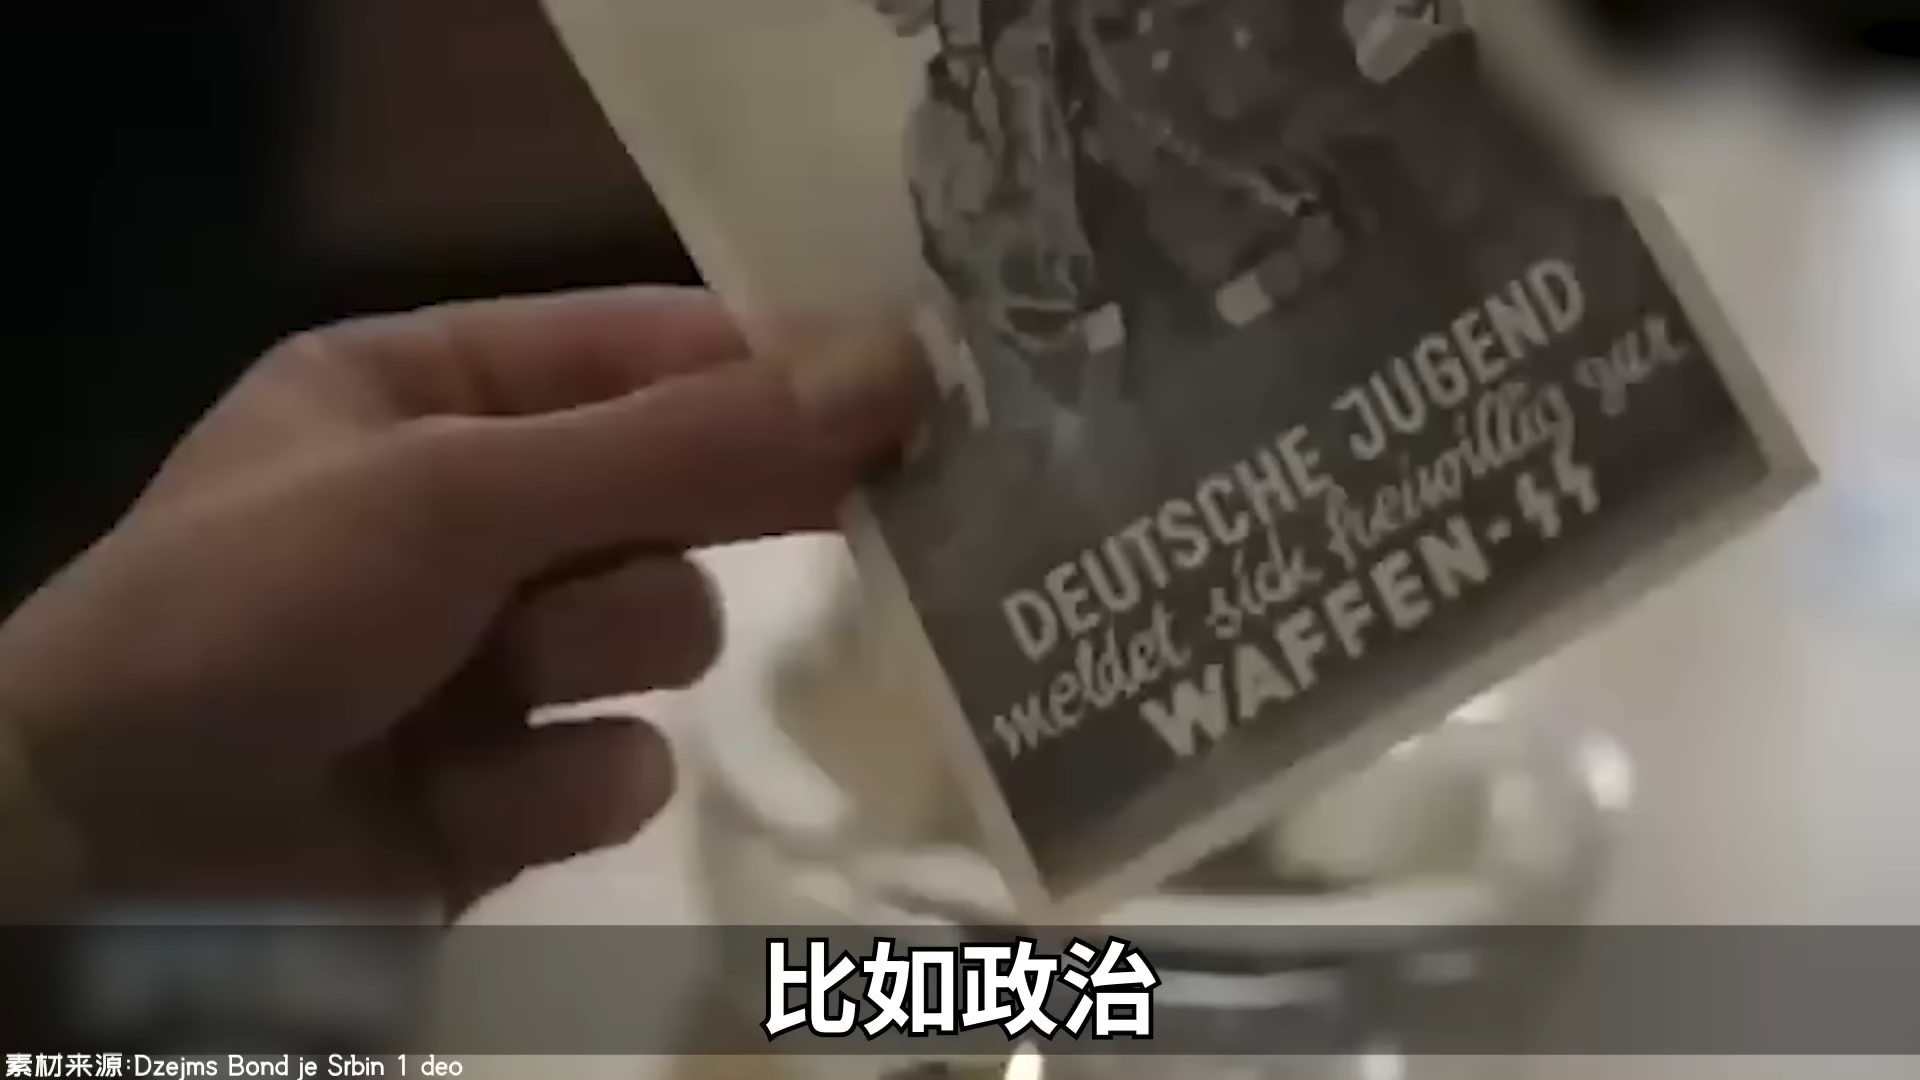 DEUTSCHE JUGEND
meldet sich freiwillig zur
WAFFEN-SS
比如政治
素材来源:Dzejms Bond je Srbin 1 deo